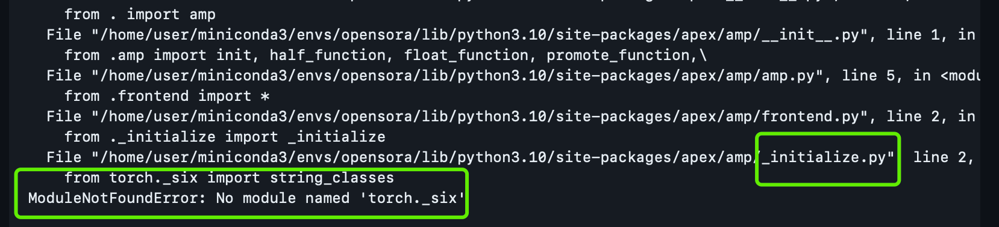 from . import amp
File "/home/user/miniconda3/envs/opensora/lib/python3.10/site-packages/apex/amp/__init__.py", line 1, in
from .amp import init, half_function, float_function, promote_function,\
File "/home/user/miniconda3/envs/opensora/lib/python3.10/site-packages/apex/amp/amp.py", line 5, in <modu
from .frontend import *
File "/home/user/miniconda3/envs/opensora/lib/python3.10/site-packages/apex/amp/frontend.py", line 2, in
from ._initialize import _initialize
File "/home/user/miniconda3/envs/opensora/lib/python3.10/site-packages/apex/amp/_initialize.py" line 2,
from torch._six import string_classes
ModuleNotFoundError: No module named 'torch._six'